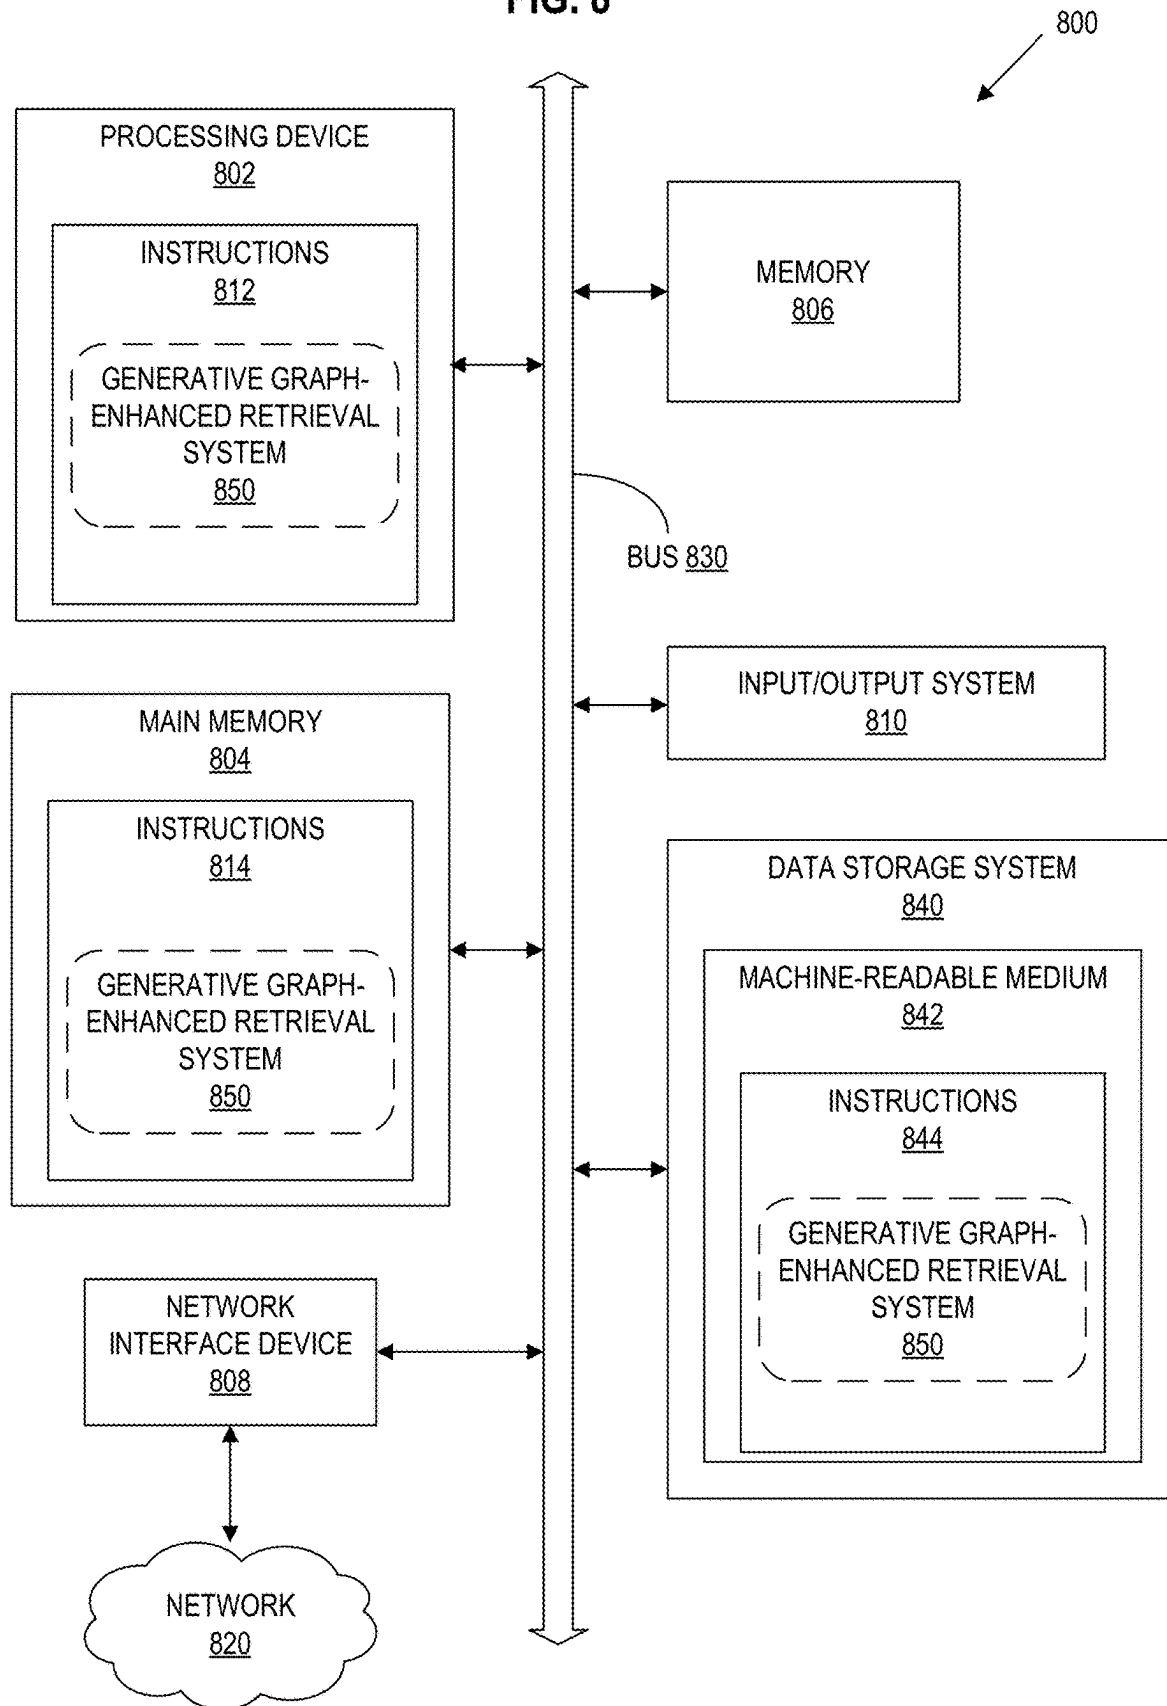 FIG. 8
800
PROCESSING DEVICE
802
INSTRUCTIONS
812
GENERATIVE GRAPH-
ENHANCED RETRIEVAL
SYSTEM
850
MEMORY
806
BUS 830
INPUT/OUTPUT SYSTEM
810
MAIN MEMORY
804
INSTRUCTIONS
814
GENERATIVE GRAPH-
ENHANCED RETRIEVAL
SYSTEM
850
DATA STORAGE SYSTEM
840
MACHINE-READABLE MEDIUM
842
INSTRUCTIONS
844
GENERATIVE GRAPH-
ENHANCED RETRIEVAL
SYSTEM
850
NETWORK
INTERFACE DEVICE
808
NETWORK
820